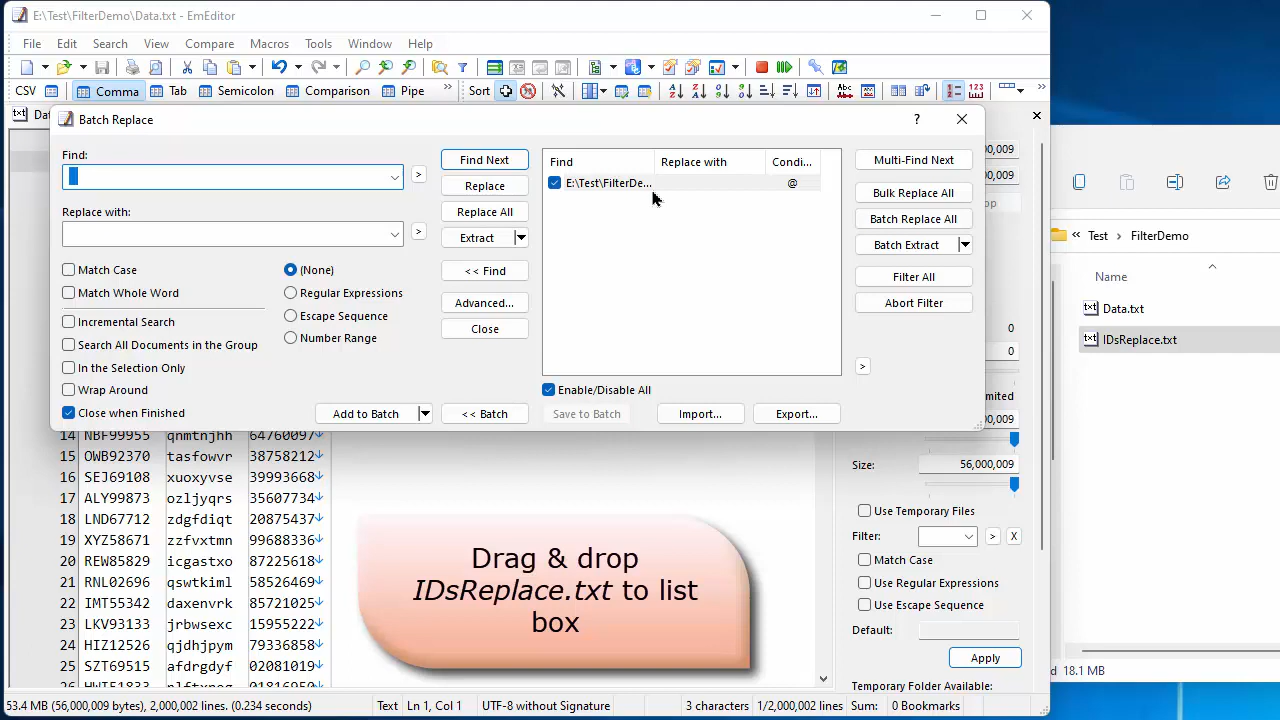 E:\Test\FilterDemo\Data.txt - EmEditor
File Edit Search View Compare Macros Tools Window Help
CSV Comma Tab Semicolon Comparison Pipe » Sort »
Batch Replace ?
Find:
>
Replace with:
>
Match Case
Match Whole Word
Incremental Search
Search All Documents in the Group
In the Selection Only
Wrap Around
Close when Finished
(None)
Regular Expressions
Escape Sequence
Number Range
Add to Batch
Find Next
Replace
Replace All
Extract
<< Find
Advanced...
Close
<< Batch
Find Replace with Condi...
E:\Test\FilterDe... @
Enable/Disable All
Save to Batch Import... Export...
Multi-Find Next
Bulk Replace All
Batch Replace All
Batch Extract
Filter All
Abort Filter
>
14 NBF99955 qnmtnjhh 64760097↓
15 OWB92370 tasfowvr 38758212↓
16 SEJ69108 xuoxyvse 39993668↓
17 ALY99873 ozljyqrs 35607734↓
18 LND67712 zdgfdiqt 20875437↓
19 XYZ58671 zzfvxtmn 99688336↓
20 REW85829 icgastxo 87225618↓
21 RNL02696 qswtkiml 58526469↓
22 IMT55342 daxenvrk 85721025↓
23 LKV93133 jrbwsexc 15955222↓
24 HIZ12526 qjdhjpym 79336858↓
25 SZT69515 afdrgdyf 02081019↓
Drag & drop
IDsReplace.txt to list
box
0
0
Size: 56,000,009
Use Temporary Files
Filter: > X
Match Case
Use Regular Expressions
Use Escape Sequence
Default:
Apply
Temporary Folder Available:
53.4 MB (56,000,009 bytes), 2,000,002 lines. (0.234 seconds) Text Ln 1, Col 1 UTF-8 without Signature 3 characters 1/2,000,002 lines Sum: 0 Bookmarks
« Test > FilterDemo
Name
Data.txt
IDsReplace.txt
18.1 MB